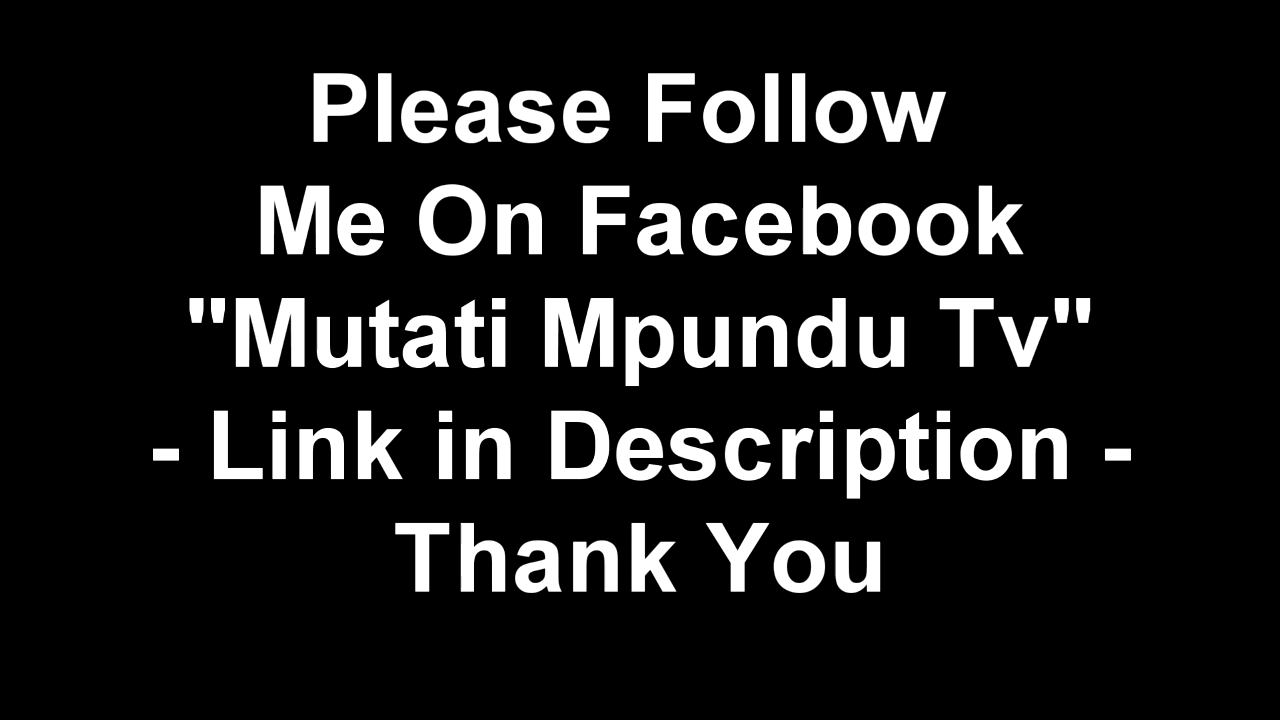 Please Follow
Me On Facebook
"Mutati Mpundu Tv"
- Link in Description -
Thank You